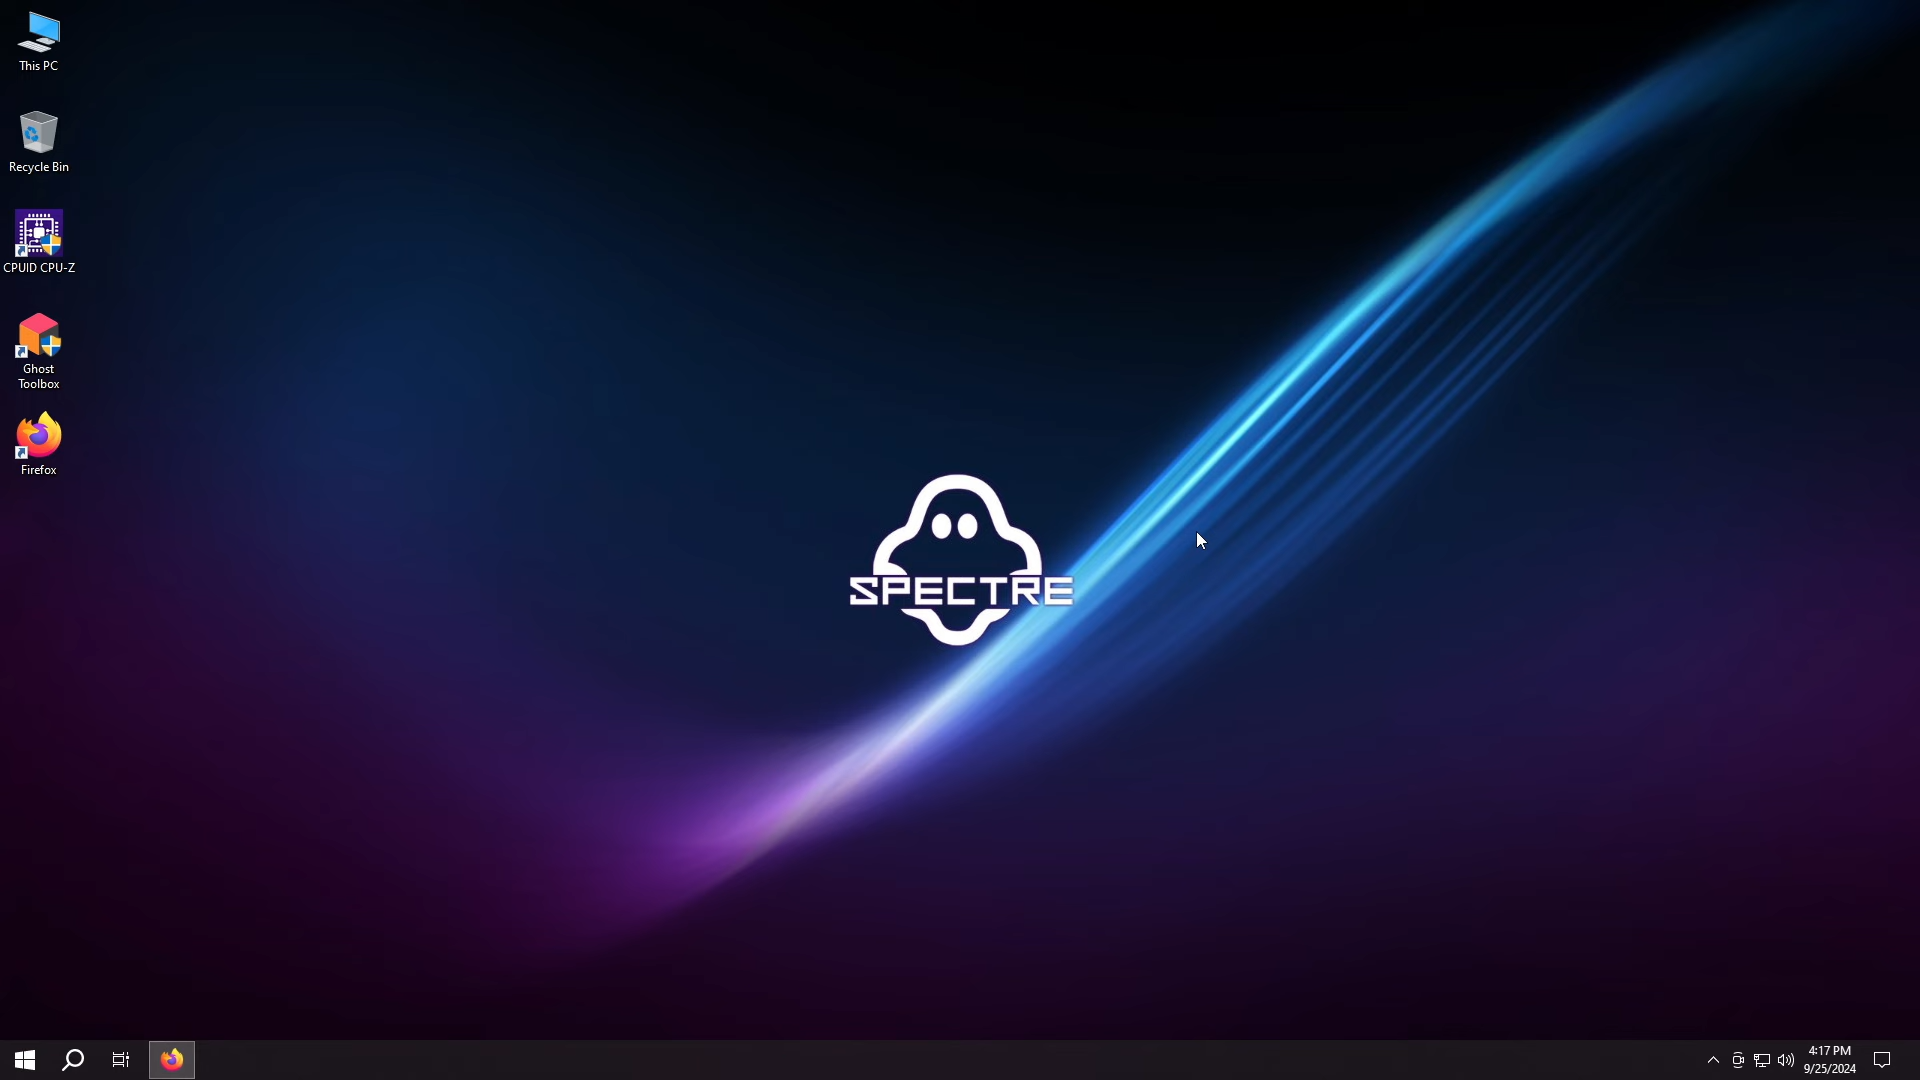 This PC
Recycle Bin
CPUID CPU-Z
Ghost
Toolbox
Firefox
SPECTRE
4:17 PM
9/25/2024